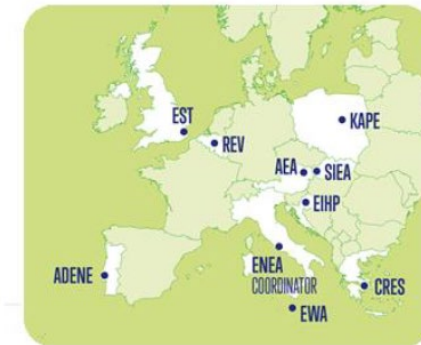 EST
KAPE
REV
AEA
SIEA
EIHP
ADENE
ENEA
COORDINATOR
CRES
EWA